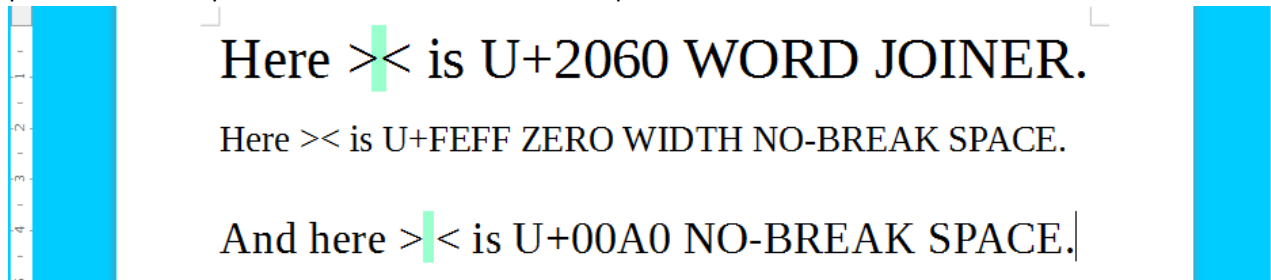 Here >⁠< is U+2060 WORD JOINER.
Here >< is U+FEFF ZERO WIDTH NO-BREAK SPACE.
And here > < is U+00A0 NO-BREAK SPACE.